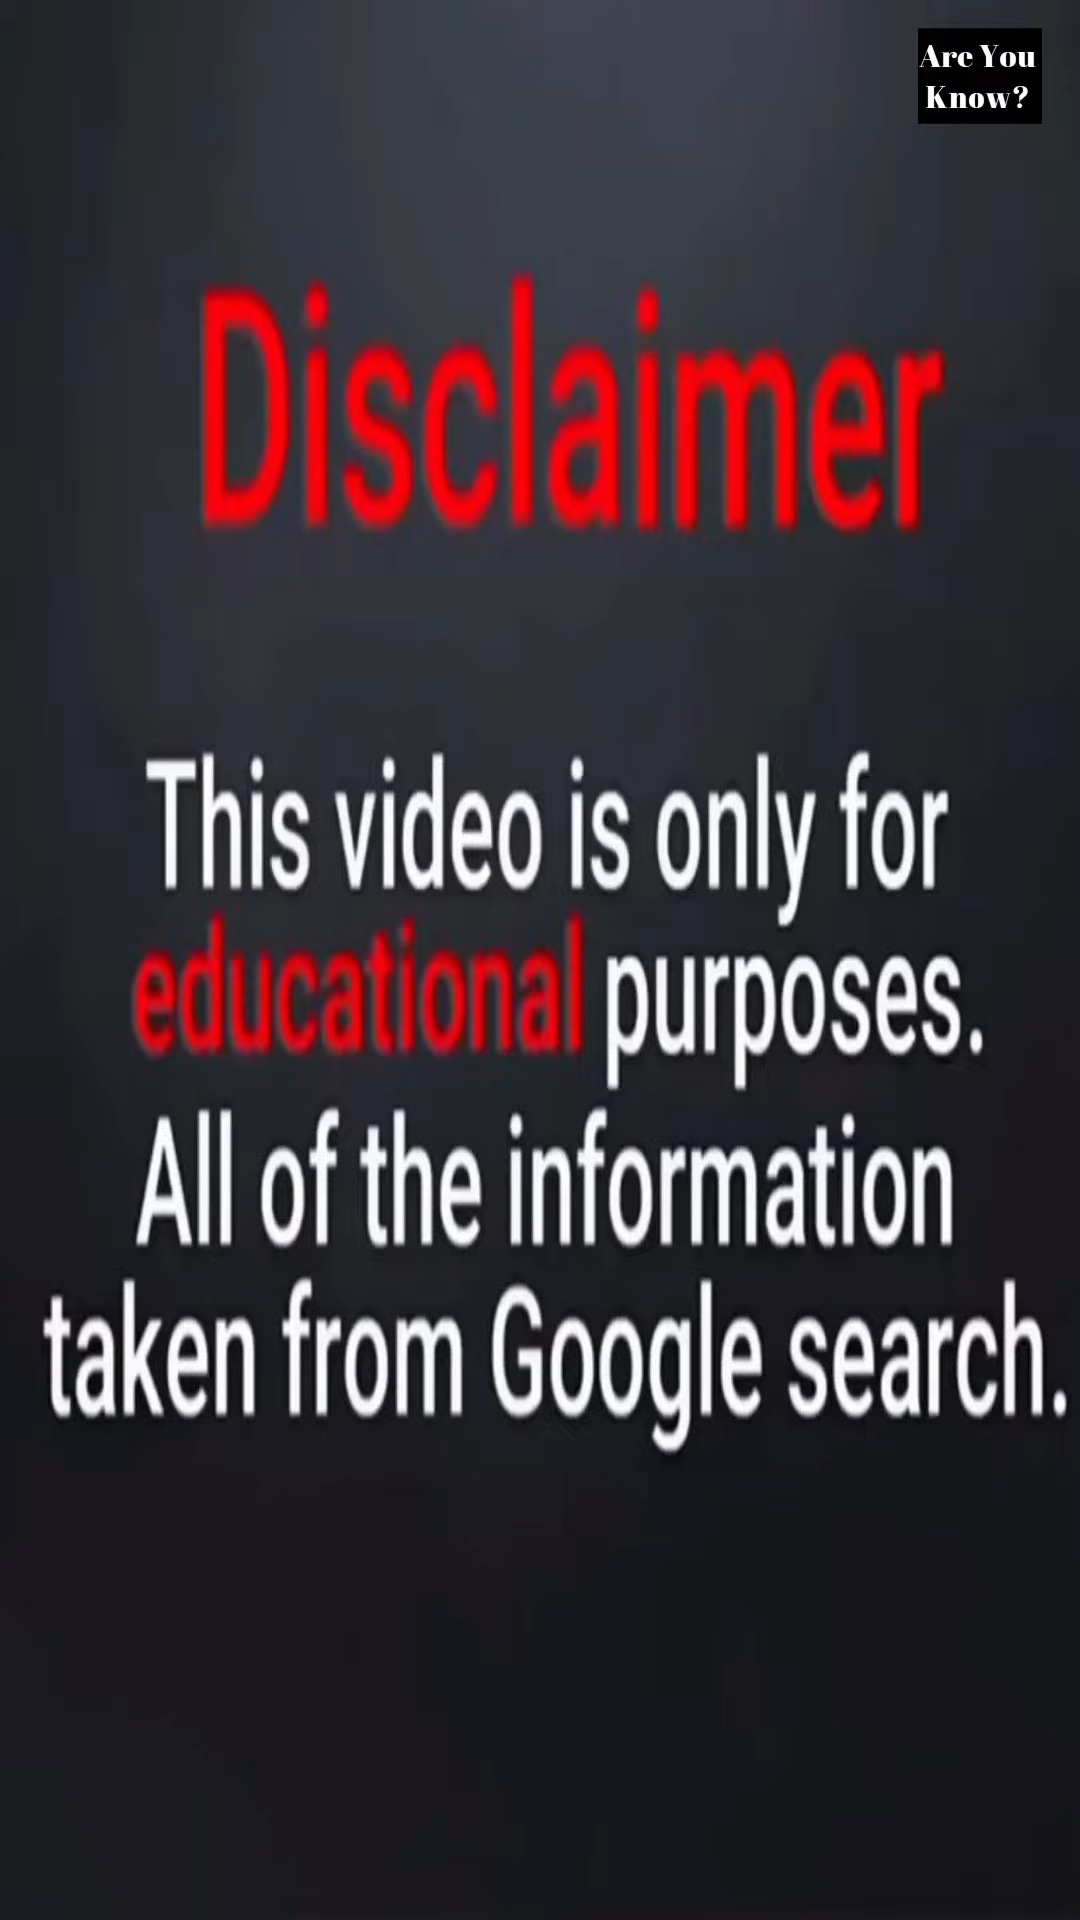 Are You
Know?
Disclaimer
This video is only for
educational purposes.
All of the information
taken from Google search.